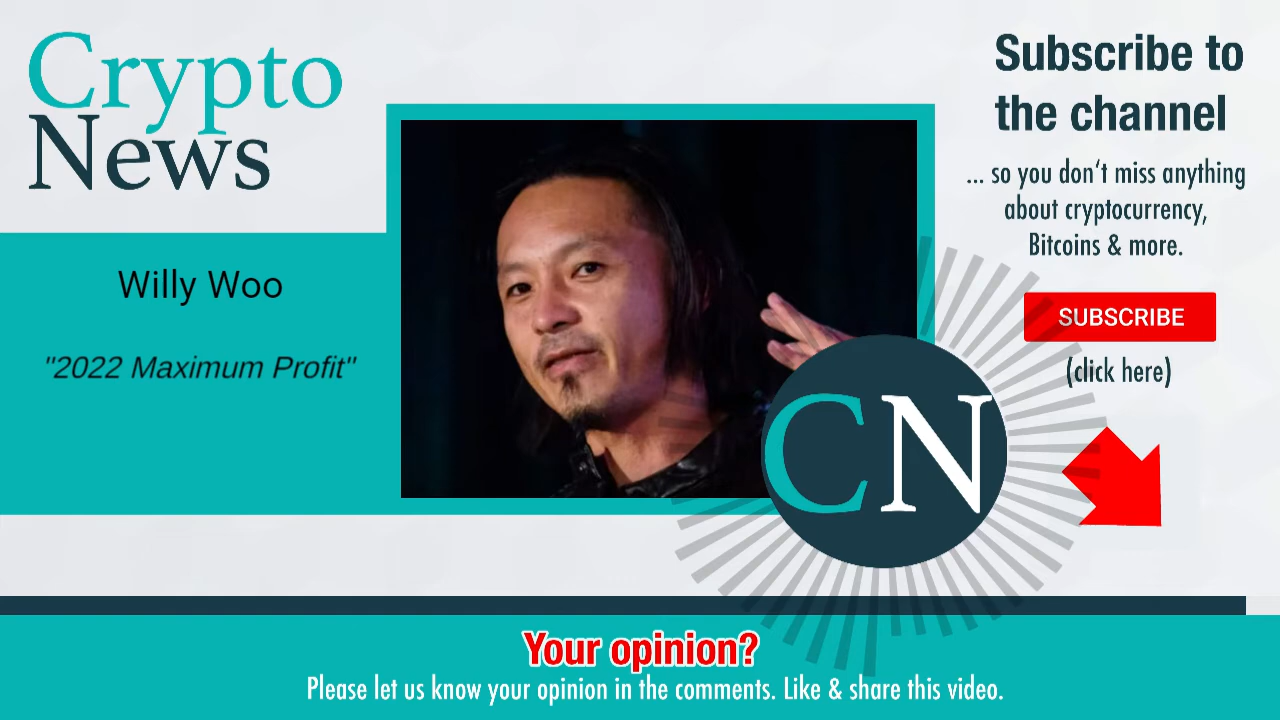 Crypto
News
Willy Woo
"2022 Maximum Profit"
CN
Subscribe to
the channel
... so you don‘t miss anything
about cryptocurrency,
Bitcoins & more.
SUBSCRIBE
(click here)
Your opinion?
Please let us know your opinion in the comments. Like & share this video.